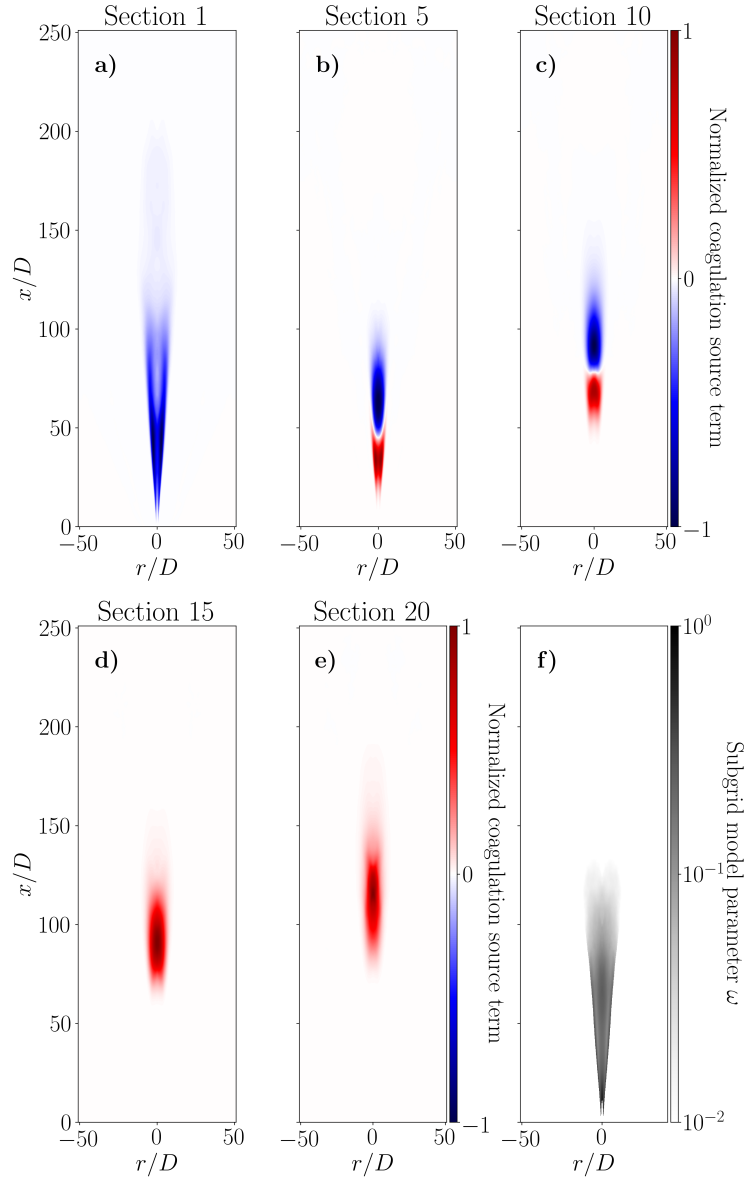 Section 1
Section 5
Section 10
a)
b)
c)
250
200
150
100
50
0
x/D
−50
0
50
r/D
−50
0
50
r/D
−50
0
50
r/D
1
0
−1
Normalized coagulation source term
Section 15
Section 20
d)
e)
f)
250
200
150
100
50
0
x/D
−50
0
50
r/D
−50
0
50
r/D
1
0
−1
Normalized coagulation source term
−50
0
r/D
10⁰
10⁻¹
10⁻²
Subgrid model parameter ω